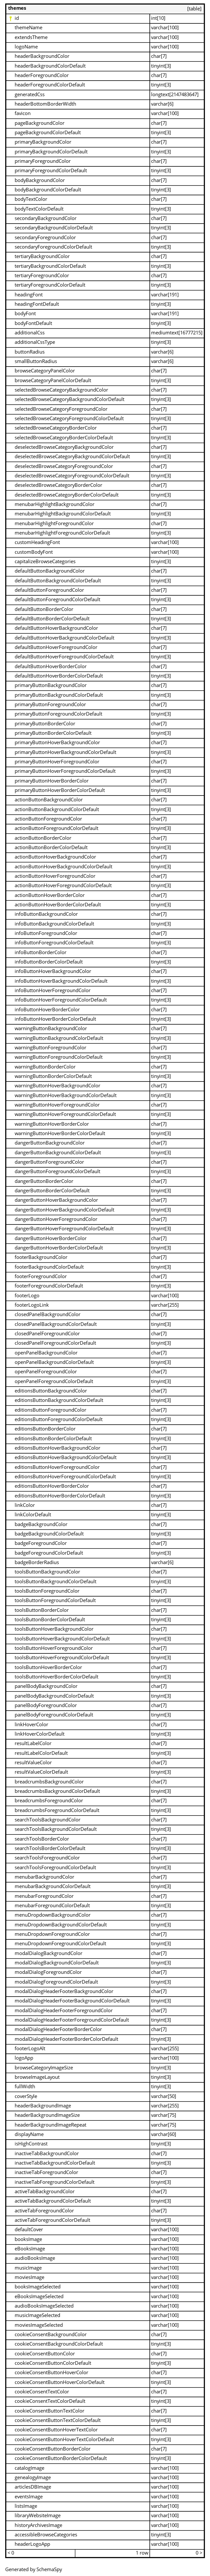 themes [table]
id int[10]
themeName varchar[100]
extendsTheme varchar[100]
logoName varchar[100]
headerBackgroundColor char[7]
headerBackgroundColorDefault tinyint[3]
headerForegroundColor char[7]
headerForegroundColorDefault tinyint[3]
generatedCss longtext[2147483647]
headerBottomBorderWidth varchar[6]
favicon varchar[100]
pageBackgroundColor char[7]
pageBackgroundColorDefault tinyint[3]
primaryBackgroundColor char[7]
primaryBackgroundColorDefault tinyint[3]
primaryForegroundColor char[7]
primaryForegroundColorDefault tinyint[3]
bodyBackgroundColor char[7]
bodyBackgroundColorDefault tinyint[3]
bodyTextColor char[7]
bodyTextColorDefault tinyint[3]
secondaryBackgroundColor char[7]
secondaryBackgroundColorDefault tinyint[3]
secondaryForegroundColor char[7]
secondaryForegroundColorDefault tinyint[3]
tertiaryBackgroundColor char[7]
tertiaryBackgroundColorDefault tinyint[3]
tertiaryForegroundColor char[7]
tertiaryForegroundColorDefault tinyint[3]
headingFont varchar[191]
headingFontDefault tinyint[3]
bodyFont varchar[191]
bodyFontDefault tinyint[3]
additionalCss mediumtext[16777215]
additionalCssType tinyint[3]
buttonRadius varchar[6]
smallButtonRadius varchar[6]
browseCategoryPanelColor char[7]
browseCategoryPanelColorDefault tinyint[3]
selectedBrowseCategoryBackgroundColor char[7]
selectedBrowseCategoryBackgroundColorDefault tinyint[3]
selectedBrowseCategoryForegroundColor char[7]
selectedBrowseCategoryForegroundColorDefault tinyint[3]
selectedBrowseCategoryBorderColor char[7]
selectedBrowseCategoryBorderColorDefault tinyint[3]
deselectedBrowseCategoryBackgroundColor char[7]
deselectedBrowseCategoryBackgroundColorDefault tinyint[3]
deselectedBrowseCategoryForegroundColor char[7]
deselectedBrowseCategoryForegroundColorDefault tinyint[3]
deselectedBrowseCategoryBorderColor char[7]
deselectedBrowseCategoryBorderColorDefault tinyint[3]
menubarHighlightBackgroundColor char[7]
menubarHighlightBackgroundColorDefault tinyint[3]
menubarHighlightForegroundColor char[7]
menubarHighlightForegroundColorDefault tinyint[3]
customHeadingFont varchar[100]
customBodyFont varchar[100]
capitalizeBrowseCategories tinyint[3]
defaultButtonBackgroundColor char[7]
defaultButtonBackgroundColorDefault tinyint[3]
defaultButtonForegroundColor char[7]
defaultButtonForegroundColorDefault tinyint[3]
defaultButtonBorderColor char[7]
defaultButtonBorderColorDefault tinyint[3]
defaultButtonHoverBackgroundColor char[7]
defaultButtonHoverBackgroundColorDefault tinyint[3]
defaultButtonHoverForegroundColor char[7]
defaultButtonHoverForegroundColorDefault tinyint[3]
defaultButtonHoverBorderColor char[7]
defaultButtonHoverBorderColorDefault tinyint[3]
primaryButtonBackgroundColor char[7]
primaryButtonBackgroundColorDefault tinyint[3]
primaryButtonForegroundColor char[7]
primaryButtonForegroundColorDefault tinyint[3]
primaryButtonBorderColor char[7]
primaryButtonBorderColorDefault tinyint[3]
primaryButtonHoverBackgroundColor char[7]
primaryButtonHoverBackgroundColorDefault tinyint[3]
primaryButtonHoverForegroundColor char[7]
primaryButtonHoverForegroundColorDefault tinyint[3]
primaryButtonHoverBorderColor char[7]
primaryButtonHoverBorderColorDefault tinyint[3]
actionButtonBackgroundColor char[7]
actionButtonBackgroundColorDefault tinyint[3]
actionButtonForegroundColor char[7]
actionButtonForegroundColorDefault tinyint[3]
actionButtonBorderColor char[7]
actionButtonBorderColorDefault tinyint[3]
actionButtonHoverBackgroundColor char[7]
actionButtonHoverBackgroundColorDefault tinyint[3]
actionButtonHoverForegroundColor char[7]
actionButtonHoverForegroundColorDefault tinyint[3]
actionButtonHoverBorderColor char[7]
actionButtonHoverBorderColorDefault tinyint[3]
infoButtonBackgroundColor char[7]
infoButtonBackgroundColorDefault tinyint[3]
infoButtonForegroundColor char[7]
infoButtonForegroundColorDefault tinyint[3]
infoButtonBorderColor char[7]
infoButtonBorderColorDefault tinyint[3]
infoButtonHoverBackgroundColor char[7]
infoButtonHoverBackgroundColorDefault tinyint[3]
infoButtonHoverForegroundColor char[7]
infoButtonHoverForegroundColorDefault tinyint[3]
infoButtonHoverBorderColor char[7]
infoButtonHoverBorderColorDefault tinyint[3]
warningButtonBackgroundColor char[7]
warningButtonBackgroundColorDefault tinyint[3]
warningButtonForegroundColor char[7]
warningButtonForegroundColorDefault tinyint[3]
warningButtonBorderColor char[7]
warningButtonBorderColorDefault tinyint[3]
warningButtonHoverBackgroundColor char[7]
warningButtonHoverBackgroundColorDefault tinyint[3]
warningButtonHoverForegroundColor char[7]
warningButtonHoverForegroundColorDefault tinyint[3]
warningButtonHoverBorderColor char[7]
warningButtonHoverBorderColorDefault tinyint[3]
dangerButtonBackgroundColor char[7]
dangerButtonBackgroundColorDefault tinyint[3]
dangerButtonForegroundColor char[7]
dangerButtonForegroundColorDefault tinyint[3]
dangerButtonBorderColor char[7]
dangerButtonBorderColorDefault tinyint[3]
dangerButtonHoverBackgroundColor char[7]
dangerButtonHoverBackgroundColorDefault tinyint[3]
dangerButtonHoverForegroundColor char[7]
dangerButtonHoverForegroundColorDefault tinyint[3]
dangerButtonHoverBorderColor char[7]
dangerButtonHoverBorderColorDefault tinyint[3]
footerBackgroundColor char[7]
footerBackgroundColorDefault tinyint[3]
footerForegroundColor char[7]
footerForegroundColorDefault tinyint[3]
footerLogo varchar[100]
footerLogoLink varchar[255]
closedPanelBackgroundColor char[7]
closedPanelBackgroundColorDefault tinyint[3]
closedPanelForegroundColor char[7]
closedPanelForegroundColorDefault tinyint[3]
openPanelBackgroundColor char[7]
openPanelBackgroundColorDefault tinyint[3]
openPanelForegroundColor char[7]
openPanelForegroundColorDefault tinyint[3]
editionsButtonBackgroundColor char[7]
editionsButtonBackgroundColorDefault tinyint[3]
editionsButtonForegroundColor char[7]
editionsButtonForegroundColorDefault tinyint[3]
editionsButtonBorderColor char[7]
editionsButtonBorderColorDefault tinyint[3]
editionsButtonHoverBackgroundColor char[7]
editionsButtonHoverBackgroundColorDefault tinyint[3]
editionsButtonHoverForegroundColor char[7]
editionsButtonHoverForegroundColorDefault tinyint[3]
editionsButtonHoverBorderColor char[7]
editionsButtonHoverBorderColorDefault tinyint[3]
linkColor char[7]
linkColorDefault tinyint[3]
badgeBackgroundColor char[7]
badgeBackgroundColorDefault tinyint[3]
badgeForegroundColor char[7]
badgeForegroundColorDefault tinyint[3]
badgeBorderRadius varchar[6]
toolsButtonBackgroundColor char[7]
toolsButtonBackgroundColorDefault tinyint[3]
toolsButtonForegroundColor char[7]
toolsButtonForegroundColorDefault tinyint[3]
toolsButtonBorderColor char[7]
toolsButtonBorderColorDefault tinyint[3]
toolsButtonHoverBackgroundColor char[7]
toolsButtonHoverBackgroundColorDefault tinyint[3]
toolsButtonHoverForegroundColor char[7]
toolsButtonHoverForegroundColorDefault tinyint[3]
toolsButtonHoverBorderColor char[7]
toolsButtonHoverBorderColorDefault tinyint[3]
panelBodyBackgroundColor char[7]
panelBodyBackgroundColorDefault tinyint[3]
panelBodyForegroundColor char[7]
panelBodyForegroundColorDefault tinyint[3]
linkHoverColor char[7]
linkHoverColorDefault tinyint[3]
resultLabelColor char[7]
resultLabelColorDefault tinyint[3]
resultValueColor char[7]
resultValueColorDefault tinyint[3]
breadcrumbsBackgroundColor char[7]
breadcrumbsBackgroundColorDefault tinyint[3]
breadcrumbsForegroundColor char[7]
breadcrumbsForegroundColorDefault tinyint[3]
searchToolsBackgroundColor char[7]
searchToolsBackgroundColorDefault tinyint[3]
searchToolsBorderColor char[7]
searchToolsBorderColorDefault tinyint[3]
searchToolsForegroundColor char[7]
searchToolsForegroundColorDefault tinyint[3]
menubarBackgroundColor char[7]
menubarBackgroundColorDefault tinyint[3]
menubarForegroundColor char[7]
menubarForegroundColorDefault tinyint[3]
menuDropdownBackgroundColor char[7]
menuDropdownBackgroundColorDefault tinyint[3]
menuDropdownForegroundColor char[7]
menuDropdownForegroundColorDefault tinyint[3]
modalDialogBackgroundColor char[7]
modalDialogBackgroundColorDefault tinyint[3]
modalDialogForegroundColor char[7]
modalDialogForegroundColorDefault tinyint[3]
modalDialogHeaderFooterBackgroundColor char[7]
modalDialogHeaderFooterBackgroundColorDefault tinyint[3]
modalDialogHeaderFooterForegroundColor char[7]
modalDialogHeaderFooterForegroundColorDefault tinyint[3]
modalDialogHeaderFooterBorderColor char[7]
modalDialogHeaderFooterBorderColorDefault tinyint[3]
footerLogoAlt varchar[255]
logoApp varchar[100]
browseCategoryImageSize tinyint[3]
browseImageLayout tinyint[3]
fullWidth tinyint[3]
coverStyle varchar[50]
headerBackgroundImage varchar[255]
headerBackgroundImageSize varchar[75]
headerBackgroundImageRepeat varchar[75]
displayName varchar[60]
isHighContrast tinyint[3]
inactiveTabBackgroundColor char[7]
inactiveTabBackgroundColorDefault tinyint[3]
inactiveTabForegroundColor char[7]
inactiveTabForegroundColorDefault tinyint[3]
activeTabBackgroundColor char[7]
activeTabBackgroundColorDefault tinyint[3]
activeTabForegroundColor char[7]
activeTabForegroundColorDefault tinyint[3]
defaultCover varchar[100]
booksImage varchar[100]
eBooksImage varchar[100]
audioBooksImage varchar[100]
musicImage varchar[100]
moviesImage varchar[100]
booksImageSelected varchar[100]
eBooksImageSelected varchar[100]
audioBooksImageSelected varchar[100]
musicImageSelected varchar[100]
moviesImageSelected varchar[100]
cookieConsentBackgroundColor char[7]
cookieConsentBackgroundColorDefault tinyint[3]
cookieConsentButtonColor char[7]
cookieConsentButtonColorDefault tinyint[3]
cookieConsentButtonHoverColor char[7]
cookieConsentButtonHoverColorDefault tinyint[3]
cookieConsentTextColor char[7]
cookieConsentTextColorDefault tinyint[3]
cookieConsentButtonTextColor char[7]
cookieConsentButtonTextColorDefault tinyint[3]
cookieConsentButtonHoverTextColor char[7]
cookieConsentButtonHoverTextColorDefault tinyint[3]
cookieConsentButtonBorderColor char[7]
cookieConsentButtonBorderColorDefault tinyint[3]
catalogImage varchar[100]
genealogyImage varchar[100]
articlesDBImage varchar[100]
eventsImage varchar[100]
listsImage varchar[100]
libraryWebsiteImage varchar[100]
historyArchivesImage varchar[100]
accessibleBrowseCategories tinyint[3]
headerLogoApp varchar[100]
< 0 1 row 0 >
Generated by SchemaSpy